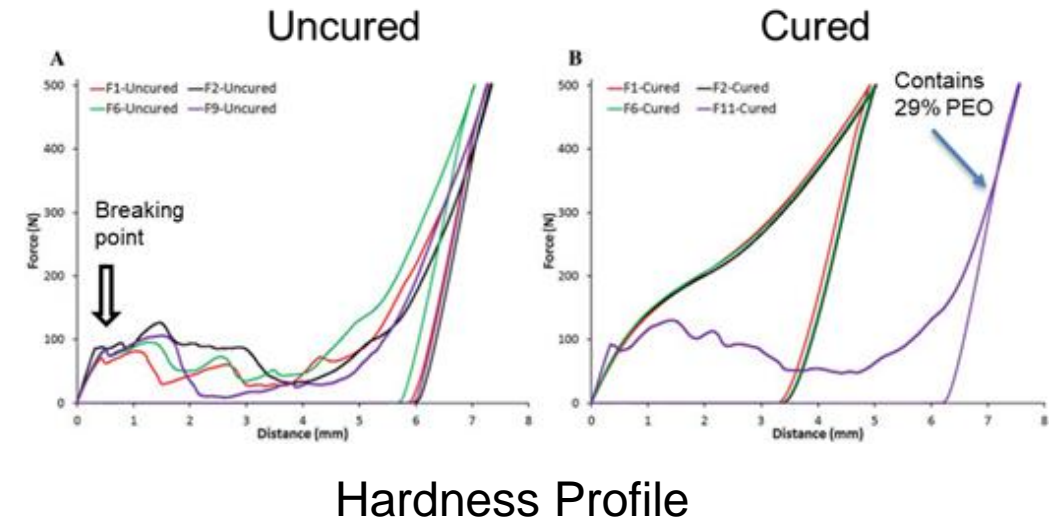 Uncured
Cured
A
F1-Uncured F2-Uncured
F6-Uncured F9-Uncured
500
400
300
200
100
0
Force (N)
Breaking
point
0 1 2 3 4 5 6 7 8
Distance (mm)
B
F1-Cured F2-Cured
F6-Cured F11-Cured
Contains
29% PEO
500
400
300
200
100
0
Force (N)
0 1 2 3 4 5 6 7 8
Distance (mm)
Hardness Profile